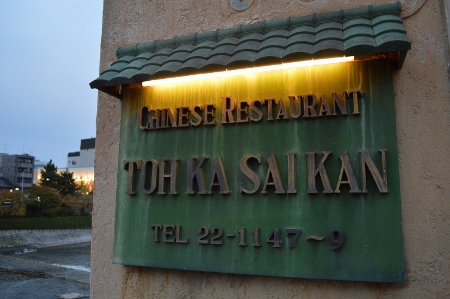 CHINESE RESTAURANT
TOH KA SAI KAN
TEL 22-1147~9